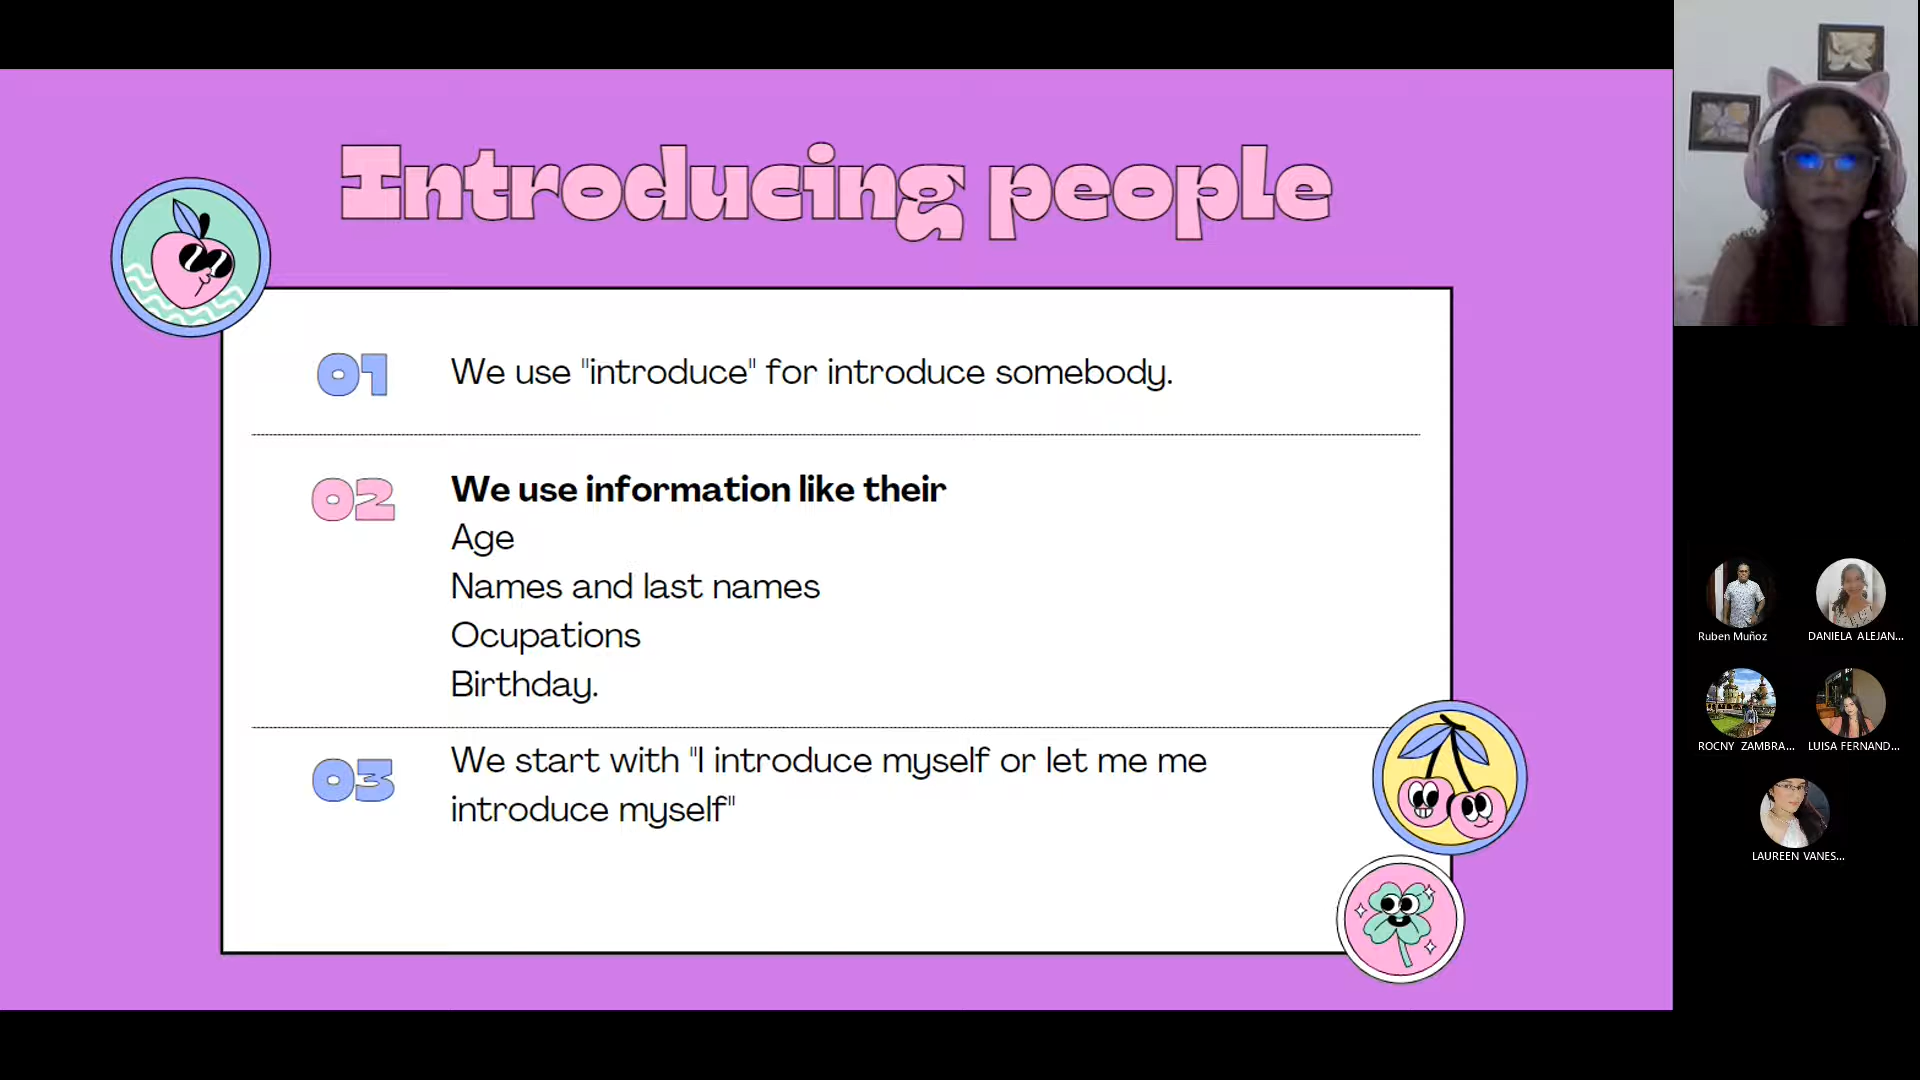 Introducing people
01
We use "introduce" for introduce somebody.
02
We use information like their
Age
Names and last names
Ocupations
Birthday.
03
We start with "I introduce myself or let me me
introduce myself"
Ruben Muñoz
DANIELA ALEJAN...
ROCNY ZAMBRA...
LUISA FERNAND...
LAUREEN VANES...